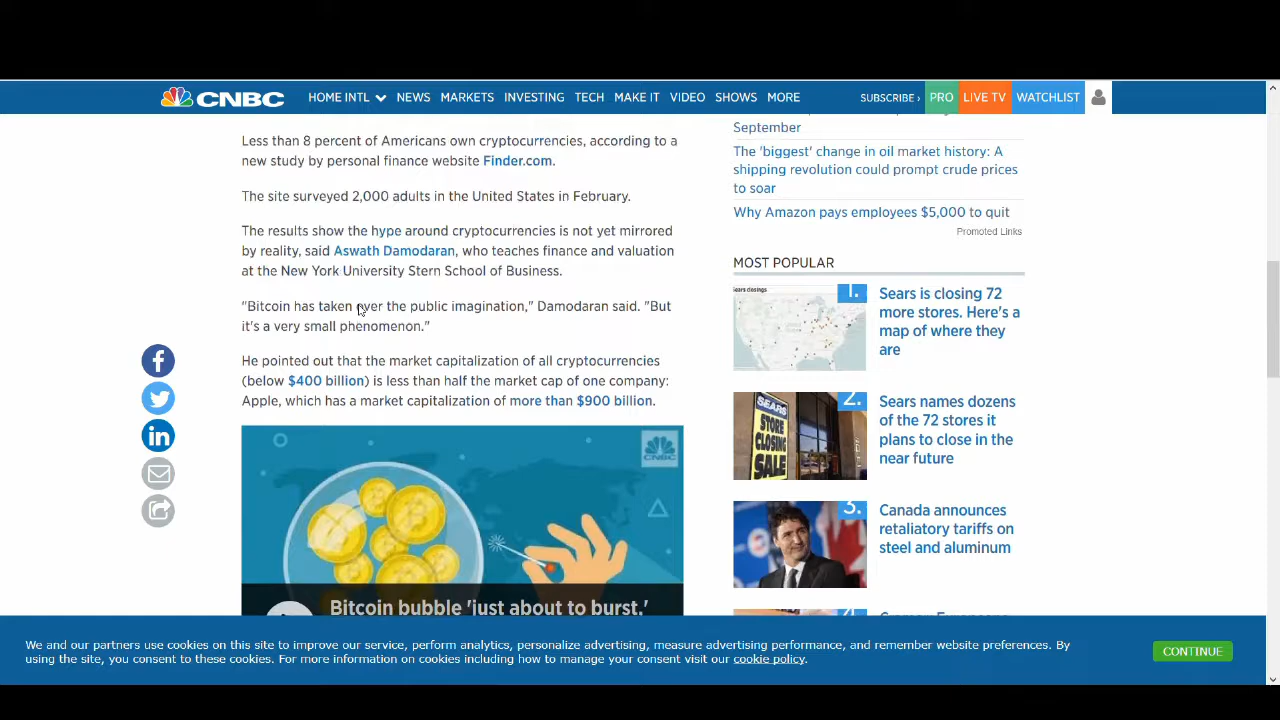 CNBC
HOME INTL
NEWS
MARKETS
INVESTING
TECH
MAKE IT
VIDEO
SHOWS
MORE
SUBSCRIBE ›
PRO
LIVE TV
WATCHLIST
Less than 8 percent of Americans own cryptocurrencies, according to a
new study by personal finance website Finder.com.
The site surveyed 2,000 adults in the United States in February.
The results show the hype around cryptocurrencies is not yet mirrored
by reality, said Aswath Damodaran, who teaches finance and valuation
at the New York University Stern School of Business.
"Bitcoin has taken over the public imagination," Damodaran said. "But
it's a very small phenomenon."
He pointed out that the market capitalization of all cryptocurrencies
(below $400 billion) is less than half the market cap of one company:
Apple, which has a market capitalization of more than $900 billion.
CNBC
Bitcoin bubble 'just about to burst,'
September
The 'biggest' change in oil market history: A
shipping revolution could prompt crude prices
to soar
Why Amazon pays employees $5,000 to quit
Promoted Links
MOST POPULAR
Sears closings
1.
Sears is closing 72
more stores. Here's a
map of where they
are
2.
SEARS
STORE
CLOSING
SALE
Sears names dozens
of the 72 stores it
plans to close in the
near future
3.
Canada announces
retaliatory tariffs on
steel and aluminum
We and our partners use cookies on this site to improve our service, perform analytics, personalize advertising, measure advertising performance, and remember website preferences. By
using the site, you consent to these cookies. For more information on cookies including how to manage your consent visit our cookie policy.
CONTINUE